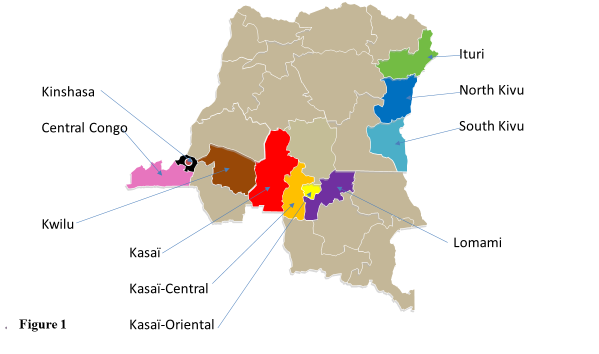 Ituri
Kinshasa
North Kivu
Central Congo
South Kivu
Kwilu
Lomami
Kasaï
Kasaï-Central
. Figure 1
Kasaï-Oriental